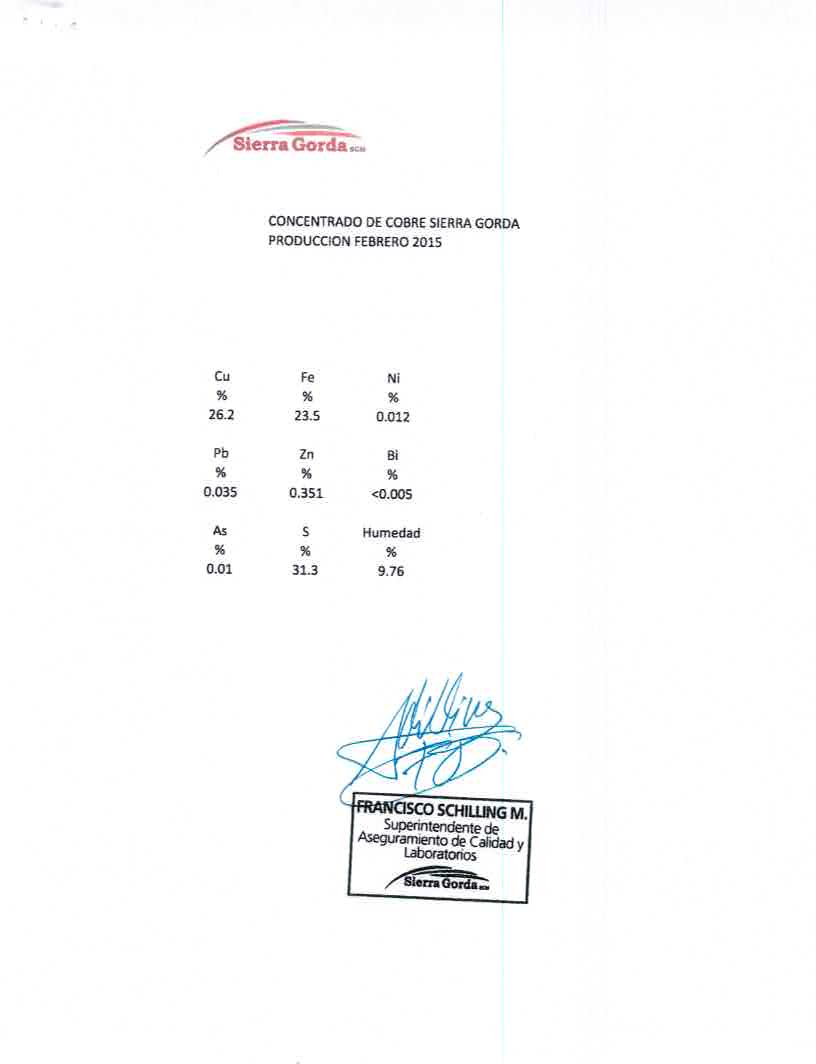 Sierra Gorda SCM
CONCENTRADO DE COBRE SIERRA GORDA
PRODUCCION FEBRERO 2015
Cu Fe Ni
% % %
26.2 23.5 0.012
Pb Zn Bi
% % %
0.035 0.351 <0.005
As S Humedad
% % %
0.01 31.3 9.76
FRANCISCO SCHILLING M.
Superintendente de
Aseguramiento de Calidad y
Laboratorios
Sierra Gorda SCM